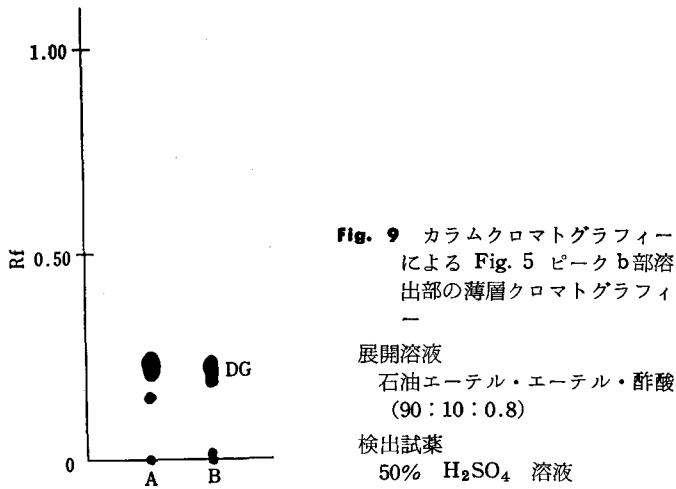 1.00
Rf 0.50
0
DG
A B
Fig. 9 カラムクロマトグラフィー
による Fig. 5 ピークb部溶
出部の薄層クロマトグラフィ
ー
展開溶液
石油エーテル・エーテル・酢酸
(90:10:0.8)
検出試薬
50% H₂SO₄ 溶液